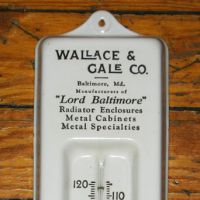 WALLACE &
GALE CO.
Baltimore, Md.
Manufacturers of
"Lord Baltimore"
Radiator Enclosures
Metal Cabinets
Metal Specialties
120
110